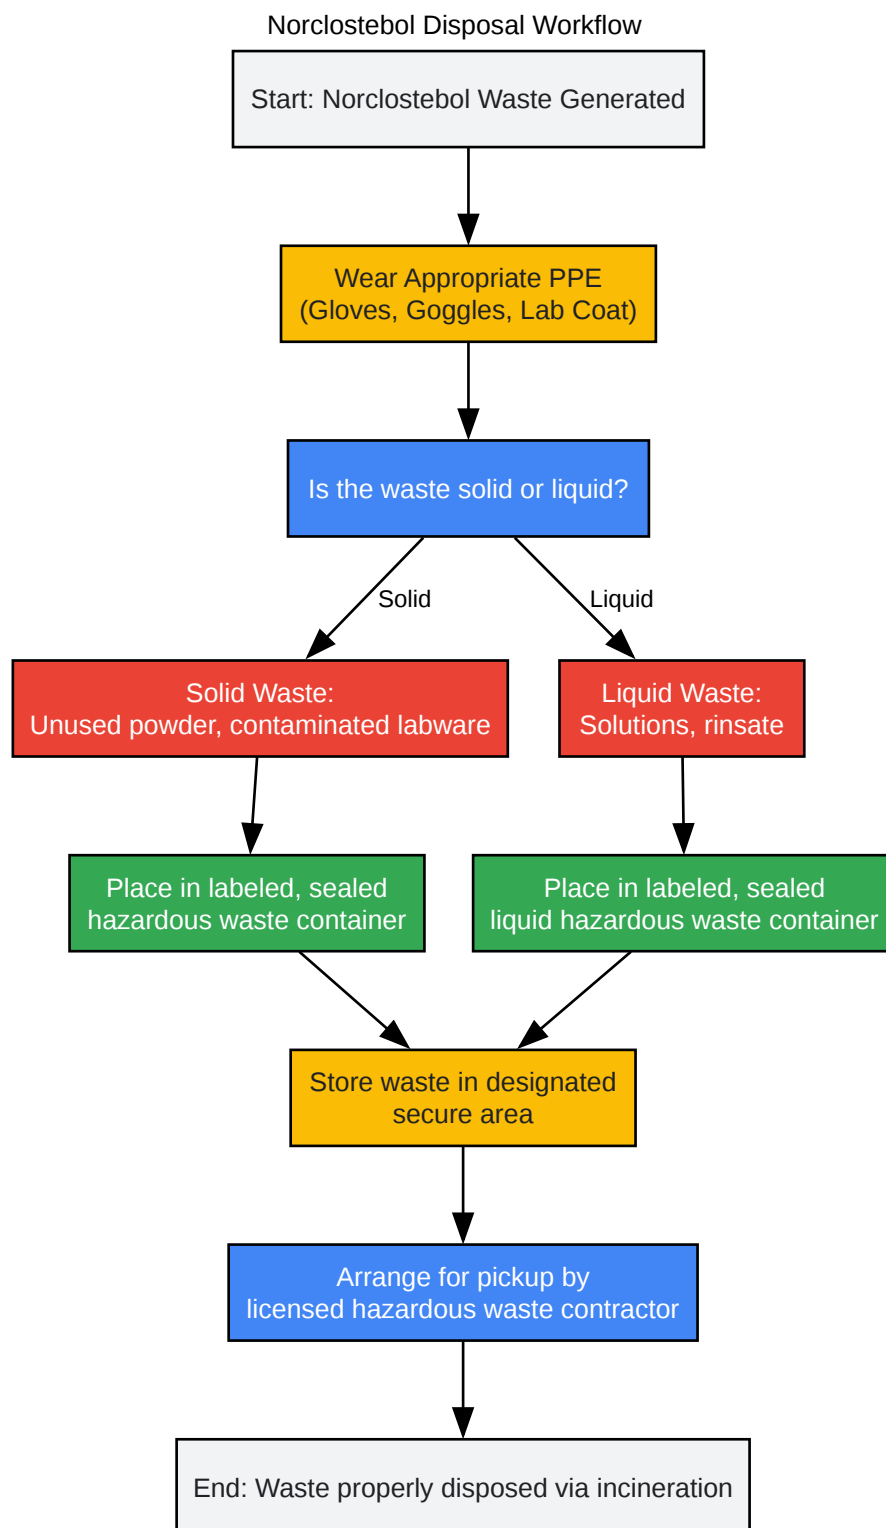 Norclostebol Disposal Workflow
Start: Norclostebol Waste Generated
Wear Appropriate PPE
(Gloves, Goggles, Lab Coat)
Is the waste solid or liquid?
Solid
Liquid
Solid Waste:
Unused powder, contaminated labware
Liquid Waste:
Solutions, rinsate
Place in labeled, sealed
hazardous waste container
Place in labeled, sealed
liquid hazardous waste container
Store waste in designated
secure area
Arrange for pickup by
licensed hazardous waste contractor
End: Waste properly disposed via incineration